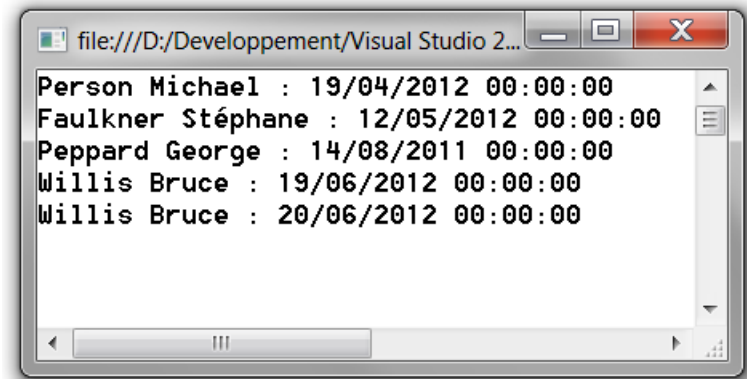 file:///D:/Developpement/Visual Studio 2...
Person Michael : 19/04/2012 00:00:00
Faulkner Stéphane : 12/05/2012 00:00:00
Peppard George : 14/08/2011 00:00:00
Willis Bruce : 19/06/2012 00:00:00
Willis Bruce : 20/06/2012 00:00:00